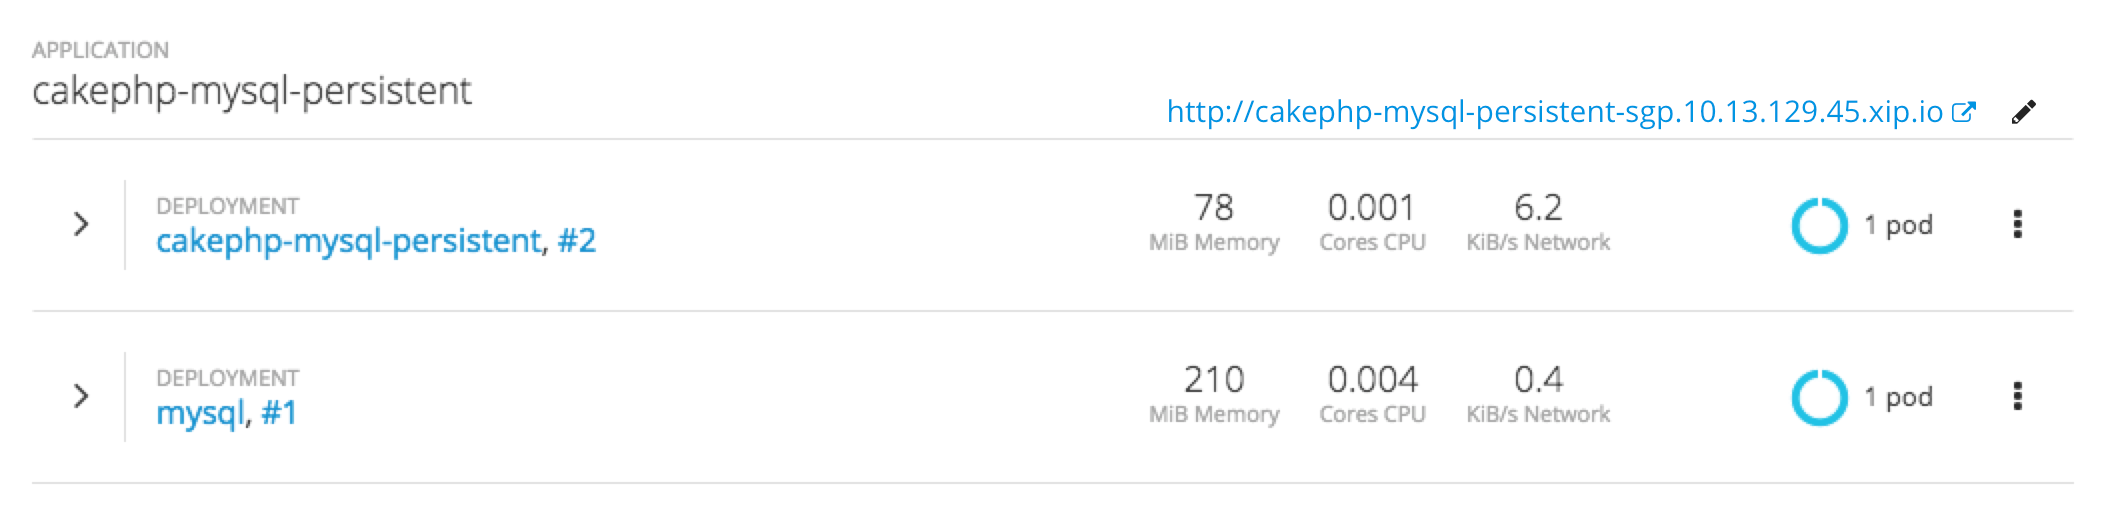 APPLICATION
cakephp-mysql-persistent
http://cakephp-mysql-persistent-sgp.10.13.129.45.xip.io
DEPLOYMENT
cakephp-mysql-persistent, #2
78 0.001 6.2
MiB Memory Cores CPU KiB/s Network
1 pod
DEPLOYMENT
mysql, #1
210 0.004 0.4
MiB Memory Cores CPU KiB/s Network
1 pod